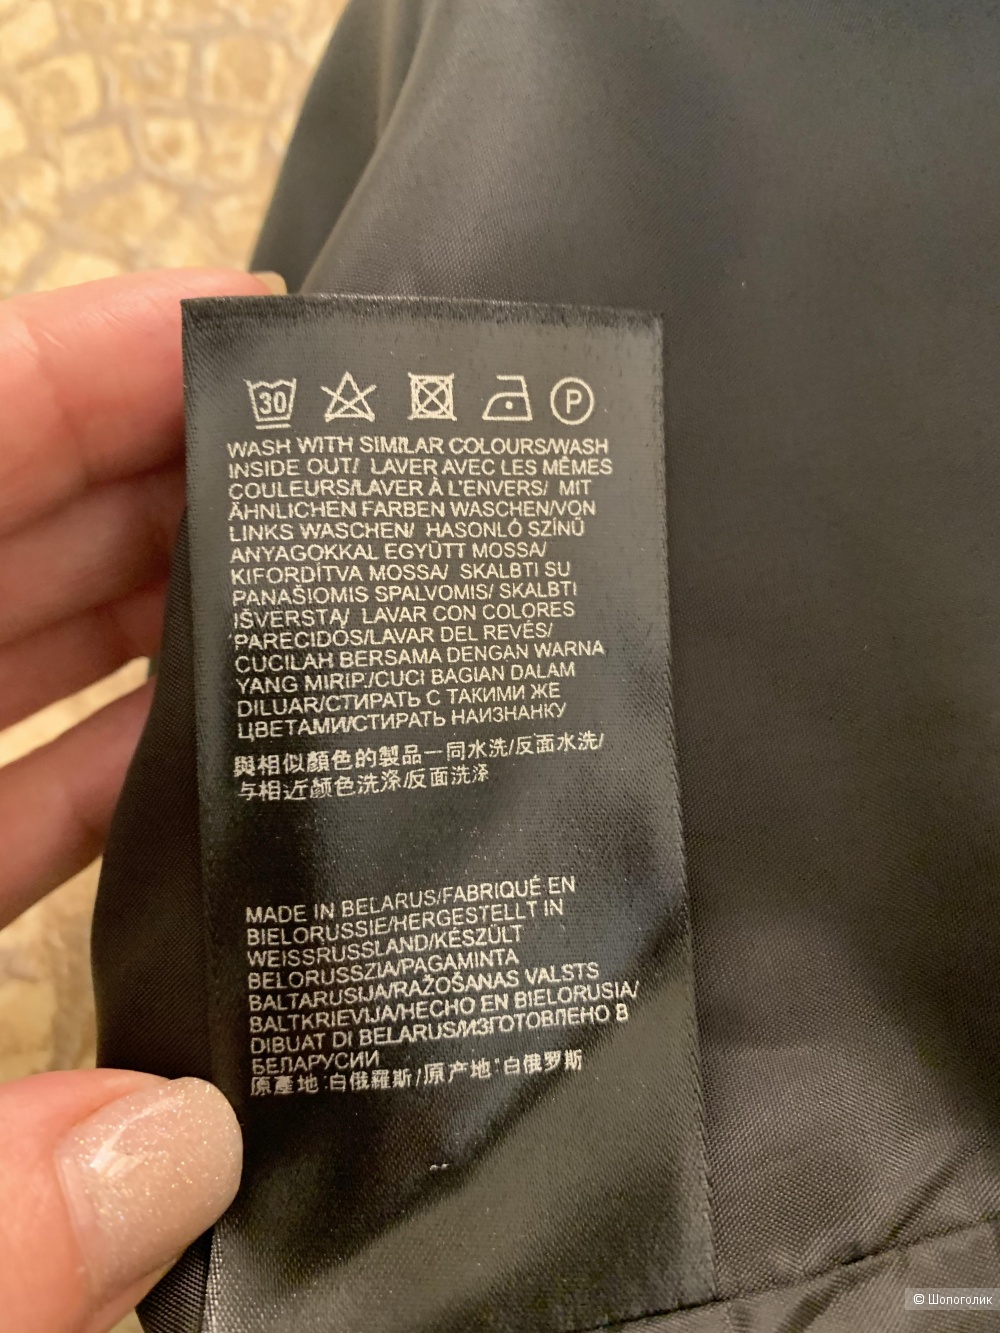 30
P
WASH WITH SIMILAR COLOURS/WASH
INSIDE OUT/ LAVER AVEC LES MÊMES
COULEURS/LAVER À L'ENVERS/ MIT
ÄHNLICHEN FARBEN WASCHEN/VON
LINKS WASCHEN/ HASONLÓ SZÍNŰ
ANYAGOKKAL EGYÜTT MOSSA/
KIFORDÍTVA MOSSA/ SKALBTI SU
PANAŠIOMIS SPALVOMIS/ SKALBTI
IŠVERSTĄ/ LAVAR CON COLORES
PARECIDOS/LAVAR DEL REVÉS/
CUCILAH BERSAMA DENGAN WARNA
YANG MIRIP./CUCI BAGIAN DALAM
DILUAR/СТИРАТЬ С ТАКИМИ ЖЕ
ЦВЕТАМИ/СТИРАТЬ НАИЗНАНКУ
與相似顏色的製品一同水洗/反面水洗/
与相近颜色洗涤/反面洗涤
MADE IN BELARUS/FABRIQUÉ EN
BIELORUSSIE/HERGESTELLT IN
WEISSRUSSLAND/KÉSZÜLT
BELORUSSZIA/PAGAMINTA
BALTARUSIJA/RAŽOŠANAS VALSTS
BALTKRIEVIJA/HECHO EN BIELORUSIA/
DIBUAT DI BELARUS/ИЗГОТОВЛЕНО В
БЕЛАРУСИИ
原產地:白俄羅斯/原产地:白俄罗斯
© Шопоголик